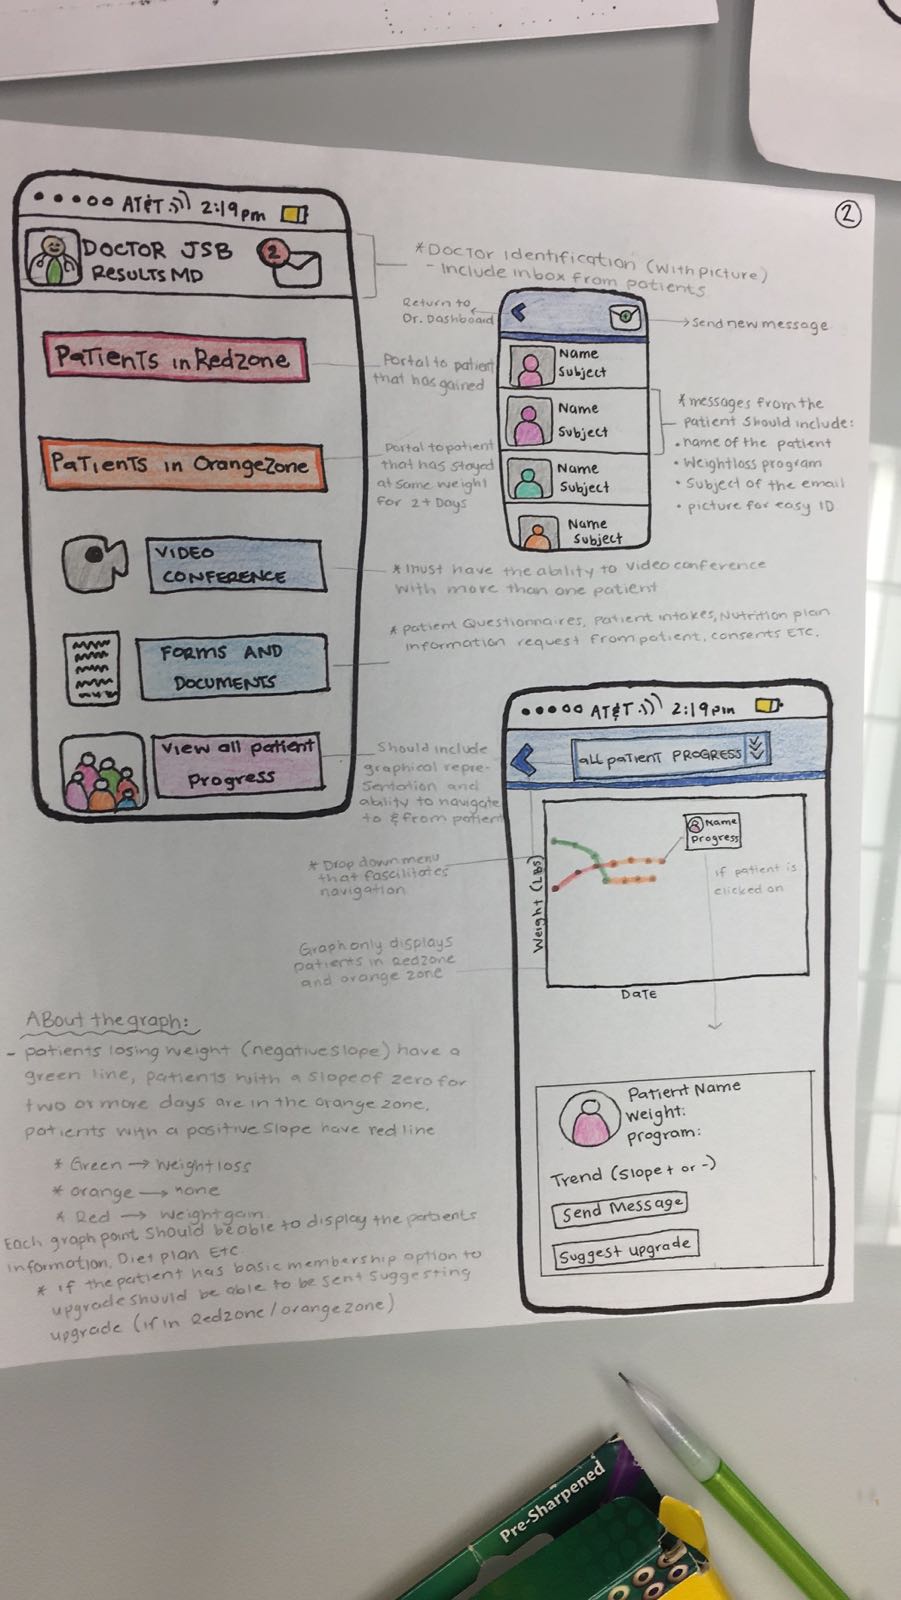 2
AT&T 2:19pm
DOCTOR JSB
RESULTS MD
2
Patients in Redzone
Patients in OrangeZone
VIDEO
CONFERENCE
FORMS AND
DOCUMENTS
View all patient
Progress
*Doctor Identification (with picture)
- Include inbox from
patients
Return to
Dr. Dashboard
Send new message
Name
Subject
Name
Subject
Name
Subject
Name
Subject
Portal to patient
that has gained
Portal to patient
that has stayed
at same weight
for 2+ Days
* messages from the
patient should include:
• name of the patient
• Weightloss program
• Subject of the email
• picture for easy ID
* must have the ability to video conference
with more than one patient
* patient Questionnaires, Patient intakes, Nutrition plan
information request from patient, consents ETC.
Should include
graphical repre-
sentation and
ability to navigate
to & from patient
* Drop down menu
that fascilitates
navigation
Graph only displays
patients in Redzone
and orange zone
AT&T 2:19pm
all patient PROGRESS
Name
Progress
if patient is
clicked on
Weight (LBS)
DATE
Patient Name
weight:
program:
Trend (slope + or -)
Send Message
Suggest upgrade
About the graph:
- patients losing weight (negative slope) have a
green line, patients with a slope of zero for
two or more days are in the orange zone.
patients with a positive slope have red line
* Green → weight loss
* orange → none
* Red → weight gain
Each graph point should be able to display the patients
information, Diet plan ETC
* if the patient has basic membership option to
upgrade should be able to be sent suggesting
upgrade (if in Redzone/orangezone)
Pre-Sharpened